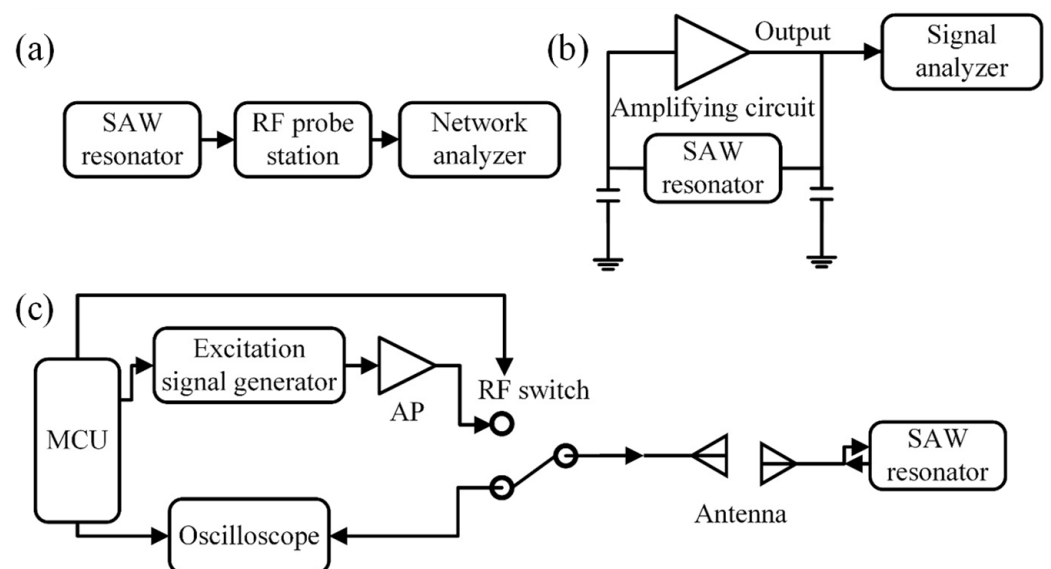 (a)
SAW
resonator
RF probe
station
Network
analyzer
(b)
Output
Signal
analyzer
Amplifying circuit
SAW
resonator
(c)
MCU
Excitation
signal generator
AP
RF switch
Oscilloscope
Antenna
SAW
resonator